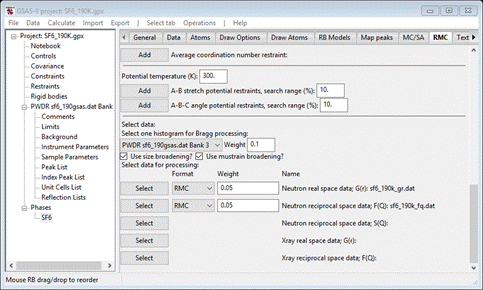 GSAS-II project: SF6_190K.gpx
File Data Calculate Import Export | Select tab Operations | Help
Project: SF6_190K.gpx
Notebook
Controls
Covariance
Constraints
Restraints
Rigid bodies
PWDR sf6_190gsas.dat Bank
Comments
Limits
Background
Instrument Parameters
Sample Parameters
Peak List
Index Peak List
Unit Cells List
Reflection Lists
Phases
SF6
General Data Atoms Draw Options Draw Atoms RB Models Map peaks MC/SA RMC Text
Add Average coordination number restraint:
Potential temperature (K): 300.
Add A-B stretch potential restraints, search range (%): 10.
Add A-B-C angle potential restraints, search range (%): 10.
Select data:
Select one histogram for Bragg processing:
PWDR sf6_190gsas.dat Bank 3 Weight 0.1
Use size broadening? Use mustrain broadening?
Select data for processing:
Format Weight Name
Select RMC 0.05 Neutron real space data; G(r): sf6_190k_gr.dat
Select RMC 0.05 Neutron reciprocal space data; F(Q): sf6_190k_fq.dat
Select Neutron reciprocal space data; S(Q):
Select Xray real space data; G(r):
Select Xray reciprocal space data; F(Q):
Mouse RB drag/drop to reorder